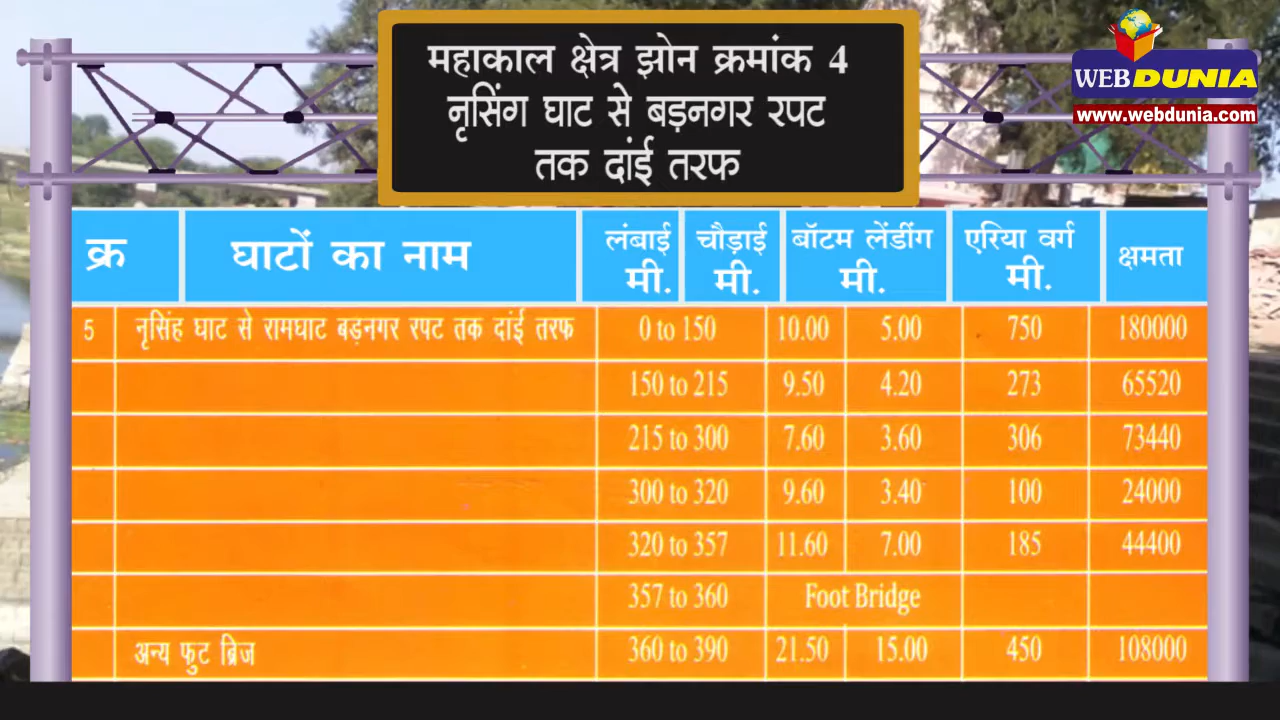 महाकाल क्षेत्र झोन क्रमांक 4
नृसिंग घाट से बड़नगर रपट
तक दांई तरफ
WEBDUNIA
www.webdunia.com
क्र घाटों का नाम लंबाई मी. चौड़ाई मी. बॉटम लेंडींग मी. एरिया वर्ग मी. क्षमता
5 नृसिंह घाट से रामघाट बड़नगर रपट तक दांई तरफ 0 to 150 10.00 5.00 750 180000
150 to 215 9.50 4.20 273 65520
215 to 300 7.60 3.60 306 73440
300 to 320 9.60 3.40 100 24000
320 to 357 11.60 7.00 185 44400
357 to 360 Foot Bridge
अन्य फुट ब्रिज 360 to 390 21.50 15.00 450 108000